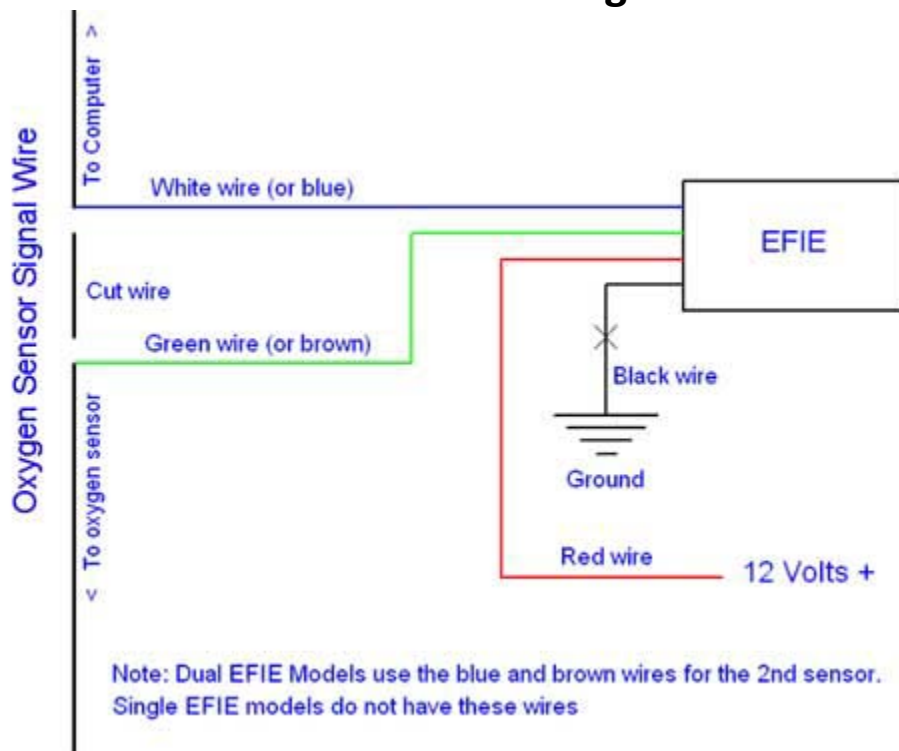 To Computer >
Oxygen Sensor Signal Wire
White wire (or blue)
EFIE
Cut wire
Green wire (or brown)
Black wire
Ground
< To oxygen sensor
Red wire
12 Volts +
Note: Dual EFIE Models use the blue and brown wires for the 2nd sensor.
Single EFIE models do not have these wires